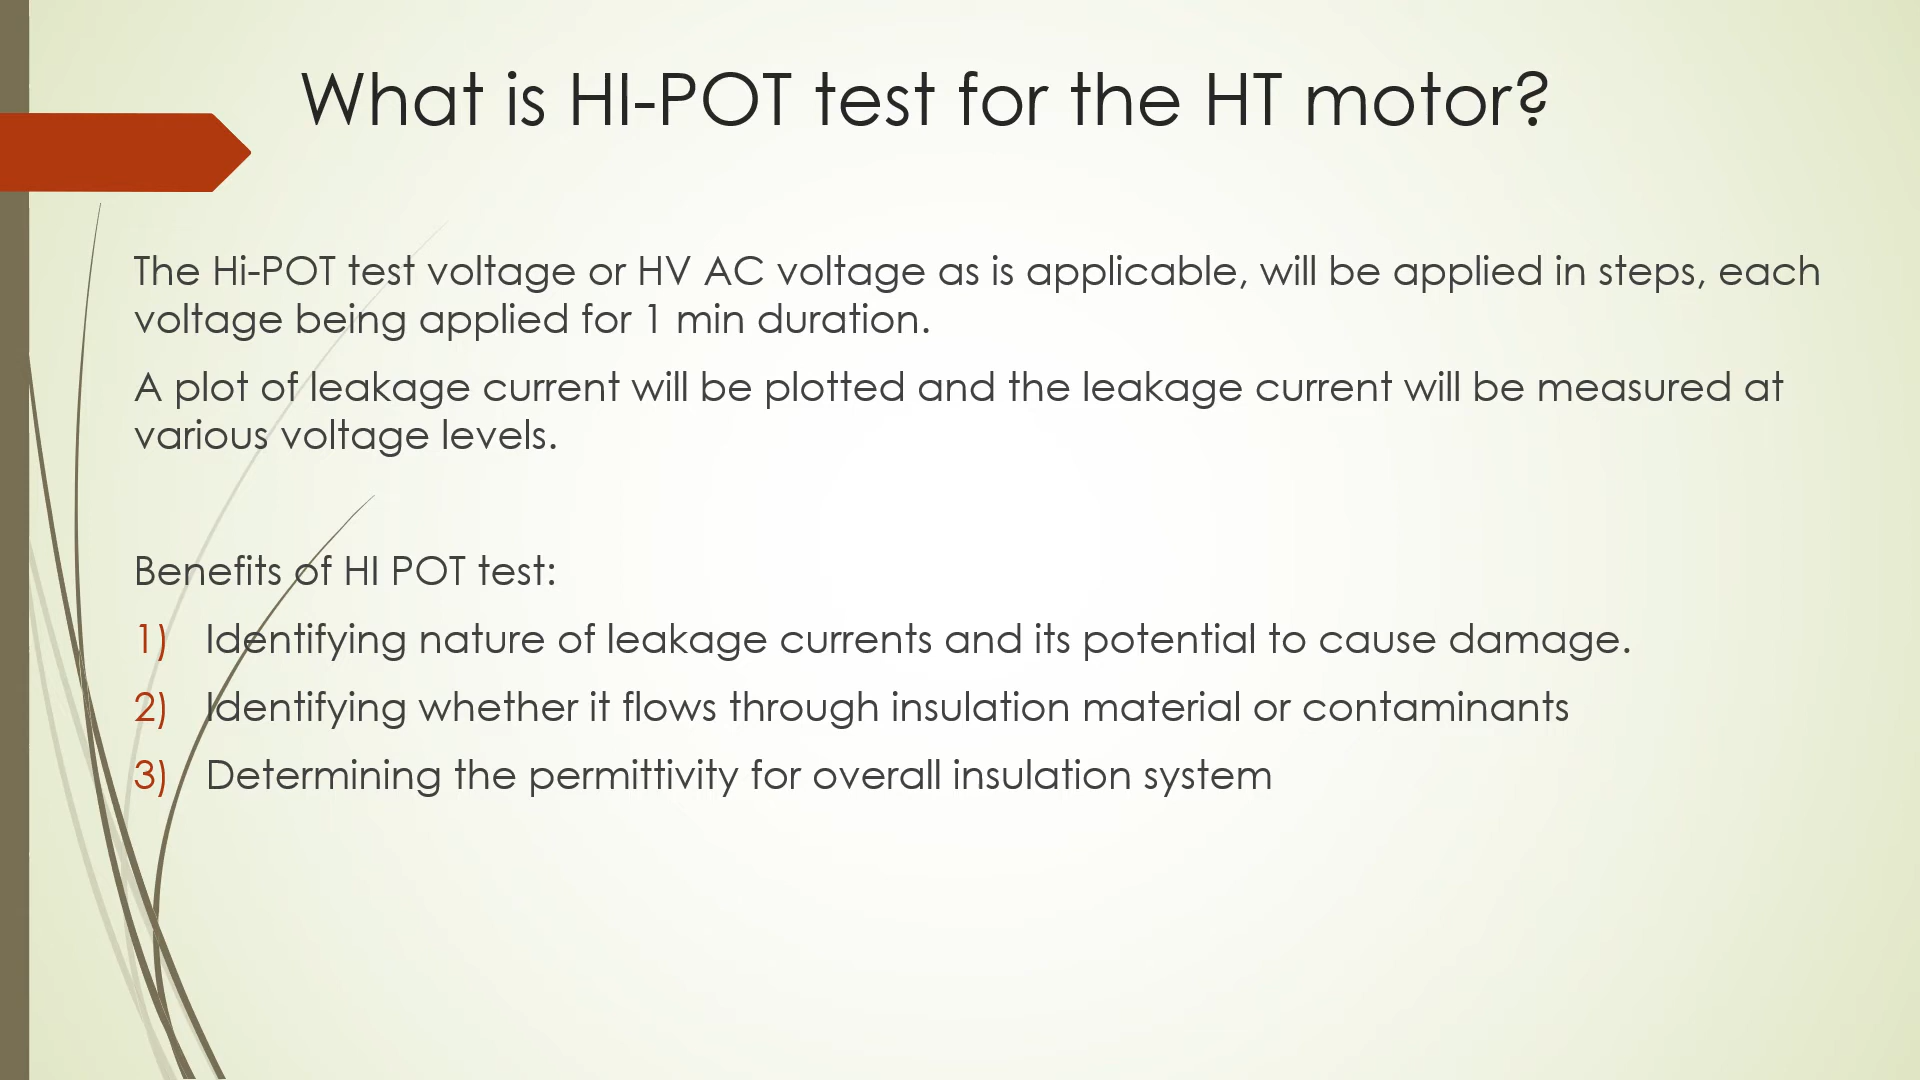 What is HI-POT test for the HT motor?
The Hi-POT test voltage or HV AC voltage as is applicable, will be applied in steps, each
voltage being applied for 1 min duration.
A plot of leakage current will be plotted and the leakage current will be measured at
various voltage levels.
Benefits of HI POT test:
1) Identifying nature of leakage currents and its potential to cause damage.
2) Identifying whether it flows through insulation material or contaminants
3) Determining the permittivity for overall insulation system